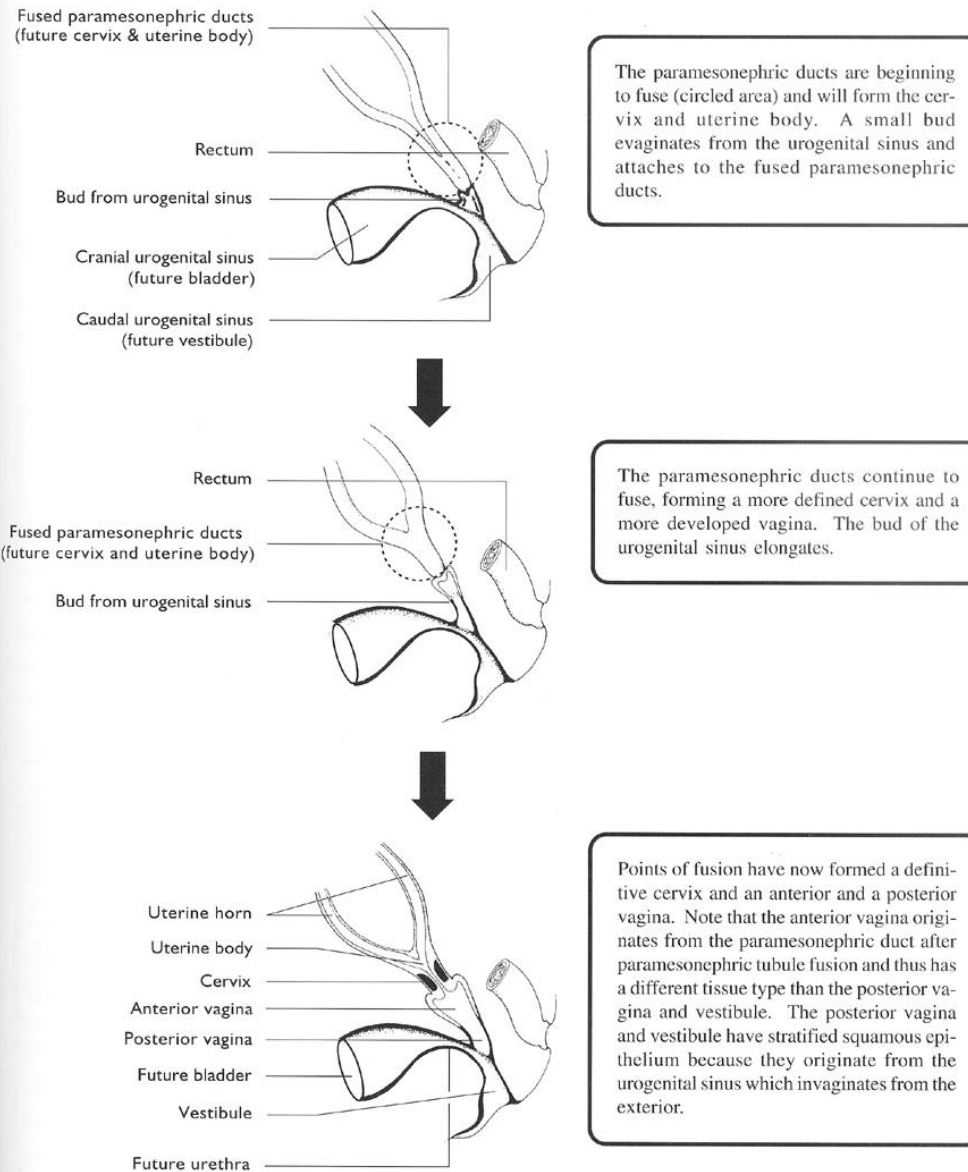 Fused paramesonephric ducts
(future cervix & uterine body)
Rectum
Bud from urogenital sinus
Cranial urogenital sinus
(future bladder)
Caudal urogenital sinus
(future vestibule)
The paramesonephric ducts are beginning
to fuse (circled area) and will form the cer-
vix and uterine body. A small bud
evaginates from the urogenital sinus and
attaches to the fused paramesonephric
ducts.
Rectum
Fused paramesonephric ducts
(future cervix and uterine body)
Bud from urogenital sinus
The paramesonephric ducts continue to
fuse, forming a more defined cervix and a
more developed vagina. The bud of the
urogenital sinus elongates.
Uterine horn
Uterine body
Cervix
Anterior vagina
Posterior vagina
Future bladder
Vestibule
Future urethra
Points of fusion have now formed a defini-
tive cervix and an anterior and a posterior
vagina. Note that the anterior vagina origi-
nates from the paramesonephric duct after
paramesonephric tubule fusion and thus has
a different tissue type than the posterior va-
gina and vestibule. The posterior vagina
and vestibule have stratified squamous epi-
thelium because they originate from the
urogenital sinus which invaginates from the
exterior.